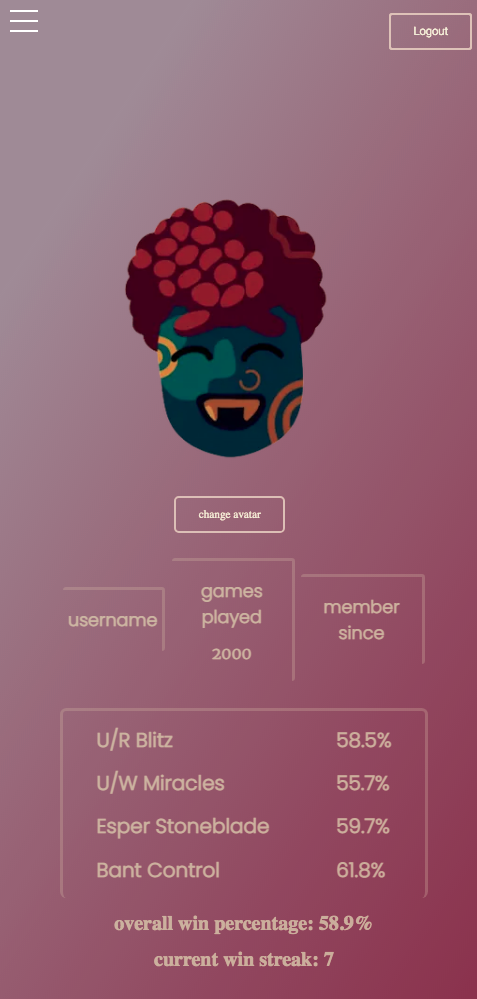 Logout
change avatar
username
games
played
2000
member
since
U/R Blitz 58.5%
U/W Miracles 55.7%
Esper Stoneblade 59.7%
Bant Control 61.8%
overall win percentage: 58.9%
current win streak: 7